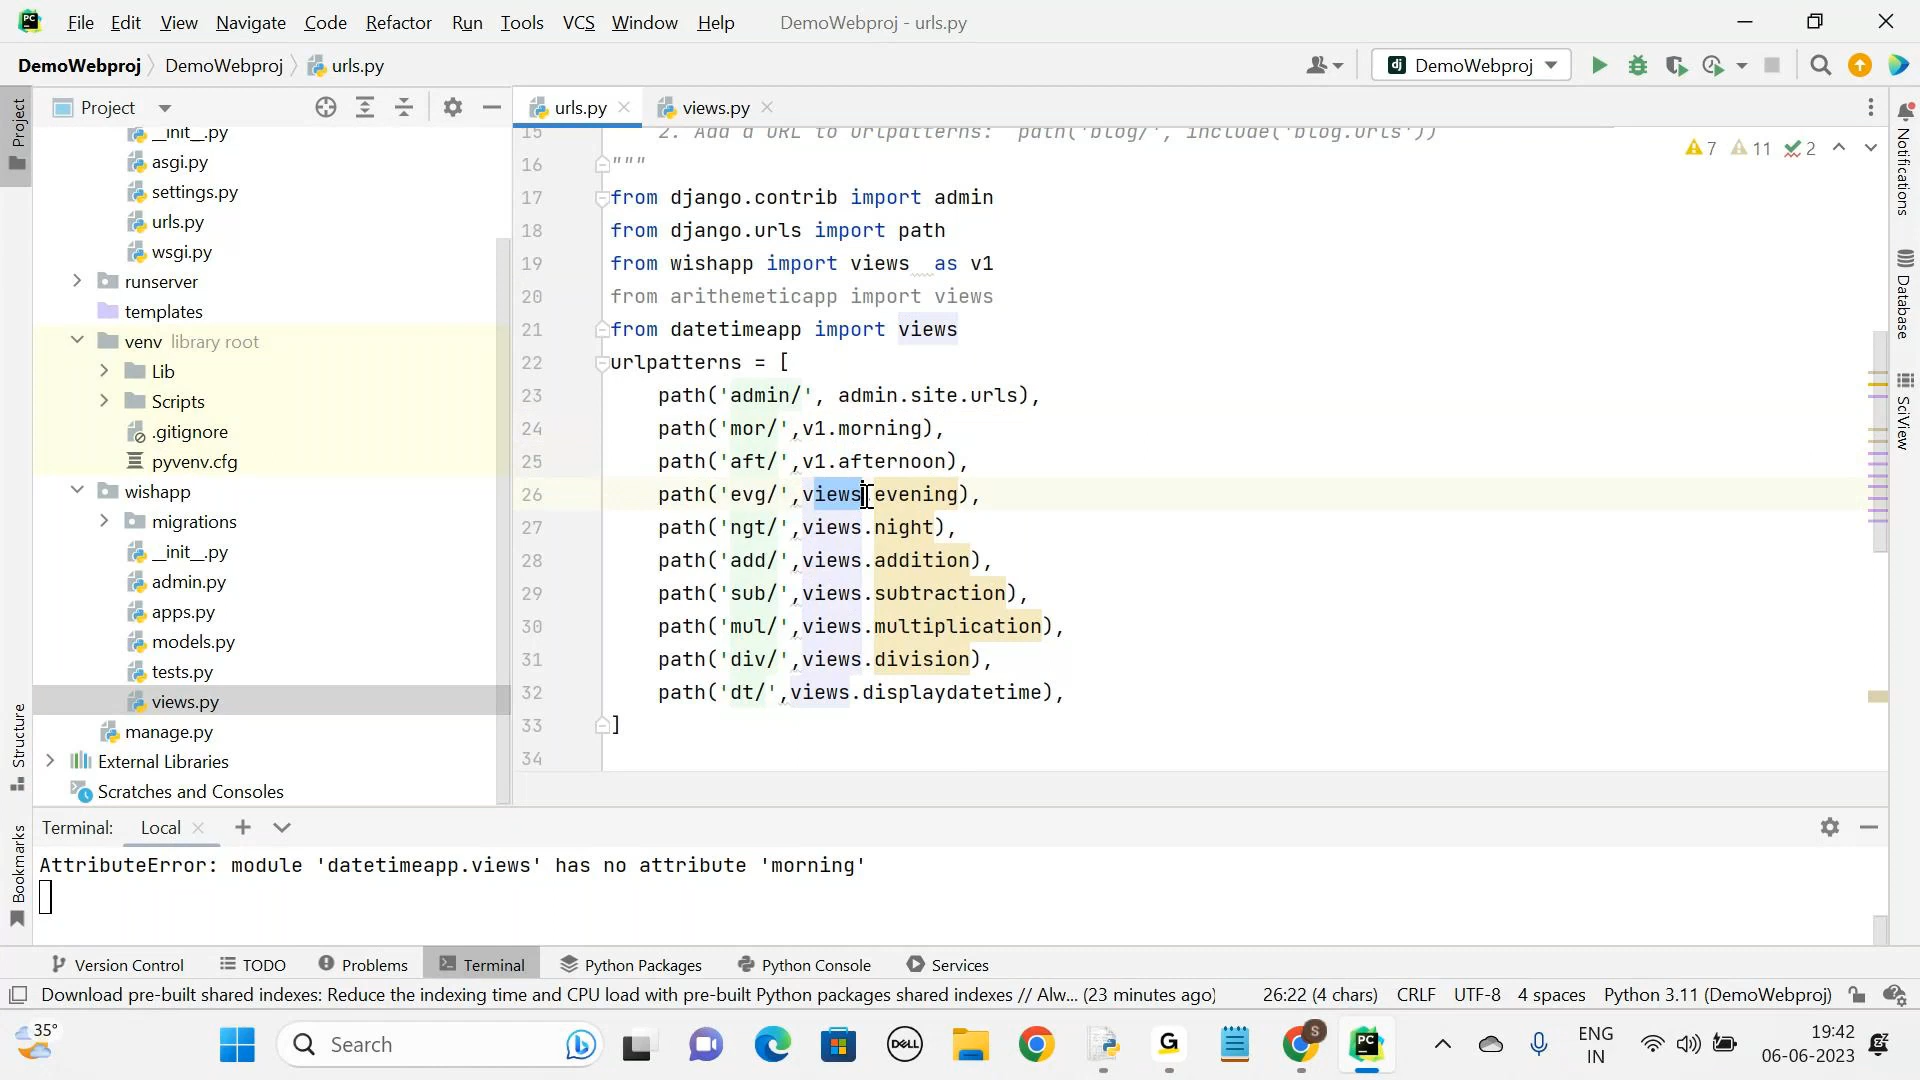 File Edit View Navigate Code Refactor Run Tools VCS Window Help DemoWebproj - urls.py
DemoWebproj DemoWebproj urls.py DemoWebproj
Project
urls.py views.py
__init__.py
asgi.py
settings.py
urls.py
wsgi.py
runserver
templates
venv library root
Lib
Scripts
.gitignore
pyvenv.cfg
wishapp
migrations
__init__.py
admin.py
apps.py
models.py
tests.py
views.py
manage.py
External Libraries
Scratches and Consoles
Project
Structure
Bookmarks
7 11 2
15 2. Add a URL to urlpatterns:  path('blog/', include('blog.urls'))
16 """
17 from django.contrib import admin
18 from django.urls import path
19 from wishapp import views  as v1
20 from arithemeticapp import views
21 from datetimeapp import views
22 urlpatterns = [
23 path('admin/', admin.site.urls),
24 path('mor/',v1.morning),
25 path('aft/',v1.afternoon),
26 path('evg/',views.evening),
27 path('ngt/',views.night),
28 path('add/',views.addition),
29 path('sub/',views.subtraction),
30 path('mul/',views.multiplication),
31 path('div/',views.division),
32 path('dt/',views.displaydatetime),
33 ]
34
Notifications
Database
SciView
Terminal: Local
AttributeError: module 'datetimeapp.views' has no attribute 'morning'
Version Control TODO Problems Terminal Python Packages Python Console Services
Download pre-built shared indexes: Reduce the indexing time and CPU load with pre-built Python packages shared indexes // Alw... (23 minutes ago) 26:22 (4 chars) CRLF UTF-8 4 spaces Python 3.11 (DemoWebproj)
35°
Search
DELL
ENG
IN
19:42
06-06-2023